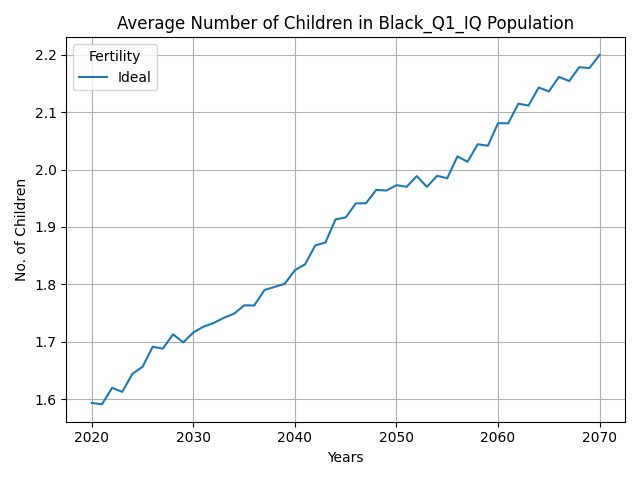 Average Number of Children in Black_Q1_IQ Population
Fertility
Ideal
No. of Children
2.2
2.1
2.0
1.9
1.8
1.7
1.6
2020 2030 2040 2050 2060 2070
Years